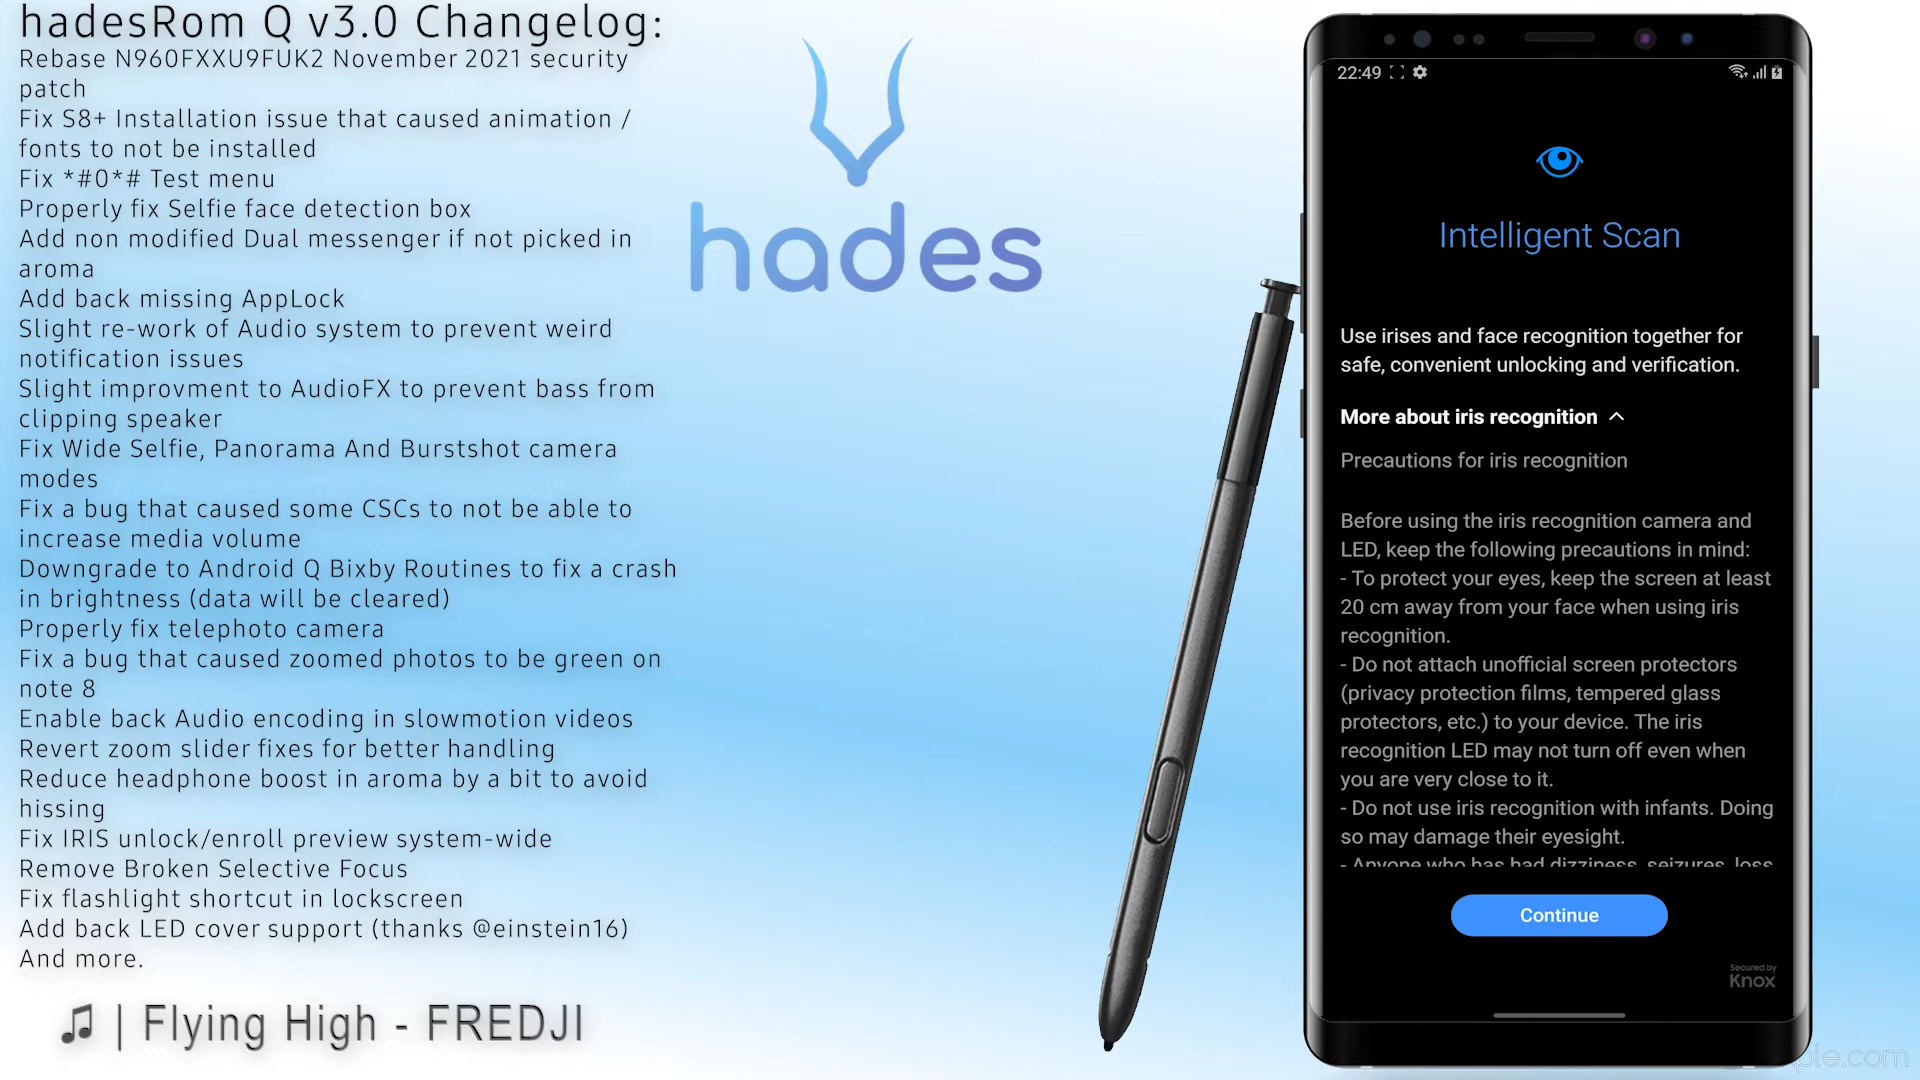 hadesRom Q v3.0 Changelog:
Rebase N960FXXU9FUK2 November 2021 security
patch
Fix S8+ Installation issue that caused animation /
fonts to not be installed
Fix *#0*# Test menu
Properly fix Selfie face detection box
Add non modified Dual messenger if not picked in
aroma
Add back missing AppLock
Slight re-work of Audio system to prevent weird
notification issues
Slight improvment to AudioFX to prevent bass from
clipping speaker
Fix Wide Selfie, Panorama And Burstshot camera
modes
Fix a bug that caused some CSCs to not be able to
increase media volume
Downgrade to Android Q Bixby Routines to fix a crash
in brightness (data will be cleared)
Properly fix telephoto camera
Fix a bug that caused zoomed photos to be green on
note 8
Enable back Audio encoding in slowmotion videos
Revert zoom slider fixes for better handling
Reduce headphone boost in aroma by a bit to avoid
hissing
Fix IRIS unlock/enroll preview system-wide
Remove Broken Selective Focus
Fix flashlight shortcut in lockscreen
Add back LED cover support (thanks @einstein16)
And more.
♫ | Flying High - FREDJI
hades
22:49
Intelligent Scan
Use irises and face recognition together for
safe, convenient unlocking and verification.
More about iris recognition
Precautions for iris recognition
Before using the iris recognition camera and
LED, keep the following precautions in mind:
- To protect your eyes, keep the screen at least
20 cm away from your face when using iris
recognition.
- Do not attach unofficial screen protectors
(privacy protection films, tempered glass
protectors, etc.) to your device. The iris
recognition LED may not turn off even when
you are very close to it.
- Do not use iris recognition with infants. Doing
so may damage their eyesight.
- Anyone who has had dizziness, seizures, loss
Continue
Secured by
Knox